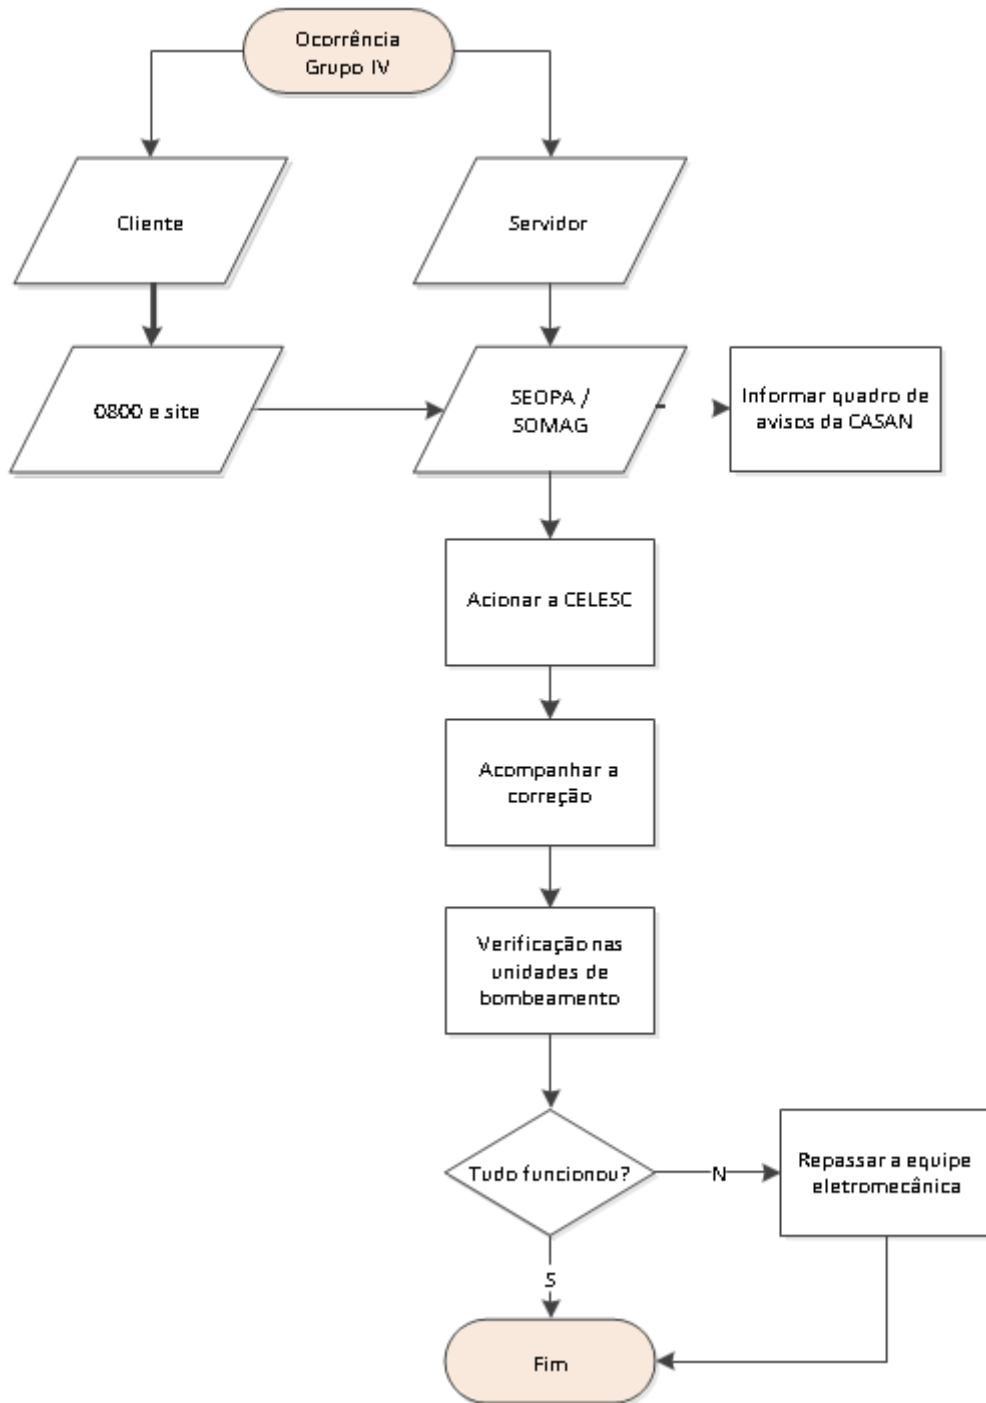 Ocorrência
Grupo IV
Cliente
Servidor
0800 e site
SEOPA /
SOMAG
Informar quadro de
avisos da CASAN
Acionar a CELESC
Acompanhar a
correção
Verificação nas
unidades de
bombeamento
Tudo funcionou?
N
Repassar a equipe
eletromecânica
S
Fim